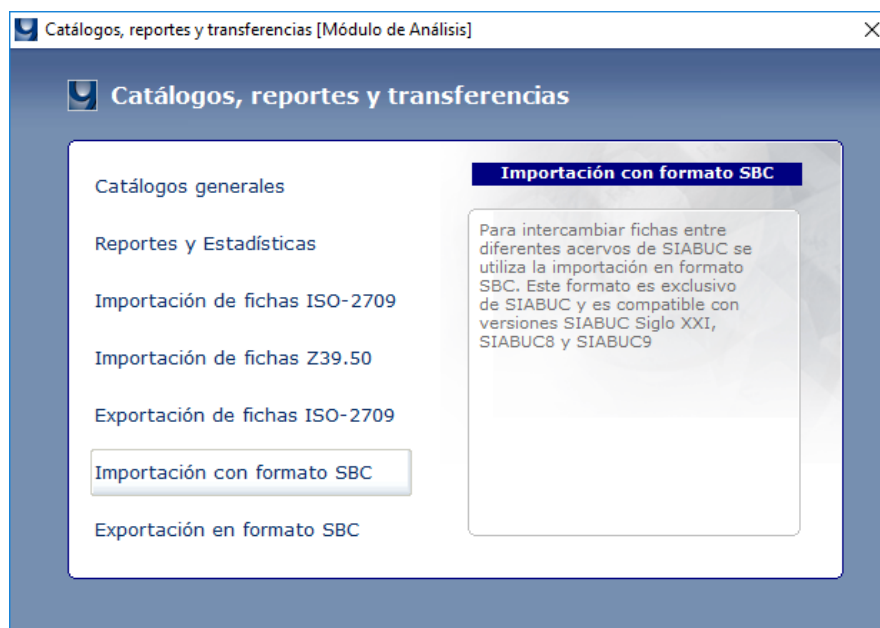 Catálogos, reportes y transferencias [Módulo de Análisis]
Catálogos, reportes y transferencias
Catálogos generales
Reportes y Estadísticas
Importación de fichas ISO-2709
Importación de fichas Z39.50
Exportación de fichas ISO-2709
Importación con formato SBC
Exportación en formato SBC
Importación con formato SBC
Para intercambiar fichas entre
diferentes acervos de SIABUC se
utiliza la importación en formato
SBC. Este formato es exclusivo
de SIABUC y es compatible con
versiones SIABUC Siglo XXI,
SIABUC8 y SIABUC9